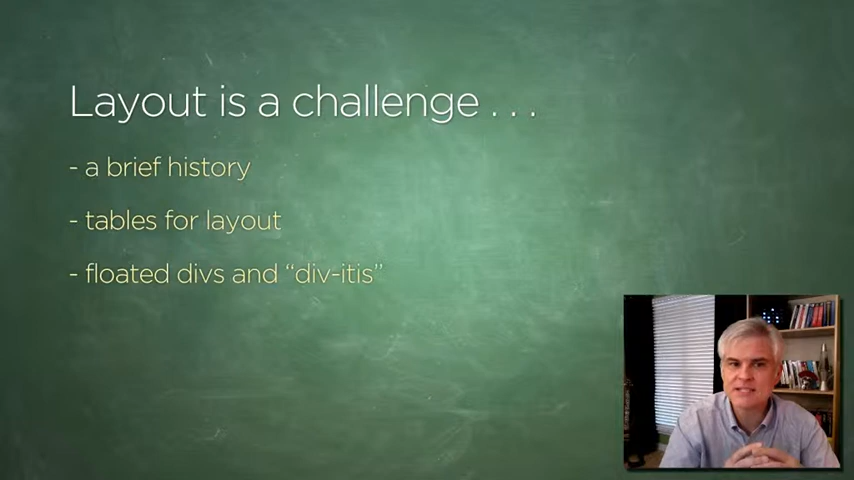 Layout is a challenge . . .
- a brief history
- tables for layout
- floated divs and “div-itis”